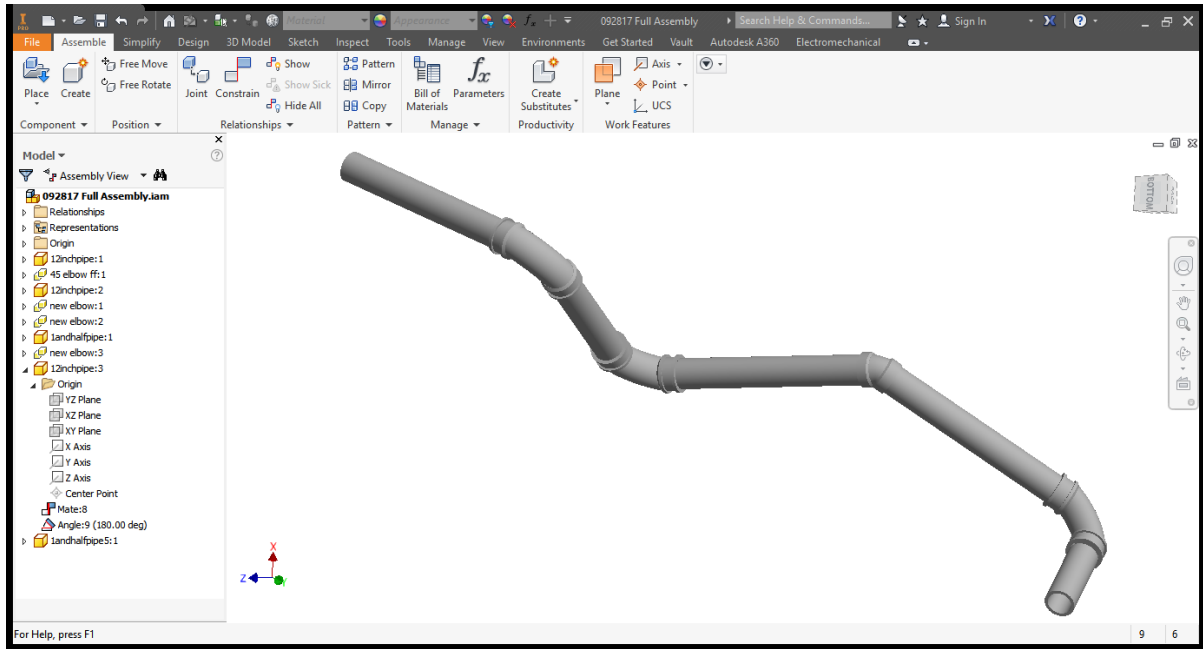 I PRO Material Appearance fx 092817 Full Assembly Search Help & Commands... Sign In
File Assemble Simplify Design 3D Model Sketch Inspect Tools Manage View Environments Get Started Vault Autodesk A360 Electromechanical
Free Move Show Pattern Axis
Free Rotate Show Sick Mirror Point
Place Create Joint Constrain Hide All Copy Bill of Materials fx Parameters Create Substitutes Plane UCS
Component Position Relationships Pattern Manage Productivity Work Features
Model
Assembly View
092817 Full Assembly.iam
Relationships
Representations
Origin
12inchpipe:1
45 elbow ff:1
12inchpipe:2
new elbow:1
new elbow:2
1andhalfpipe:1
new elbow:3
12inchpipe:3
Origin
YZ Plane
XZ Plane
XY Plane
X Axis
Y Axis
Z Axis
Center Point
Mate:8
Angle:9 (180.00 deg)
1andhalfpipe5:1
BOTTOM
X
Z
Y
For Help, press F1
9 6